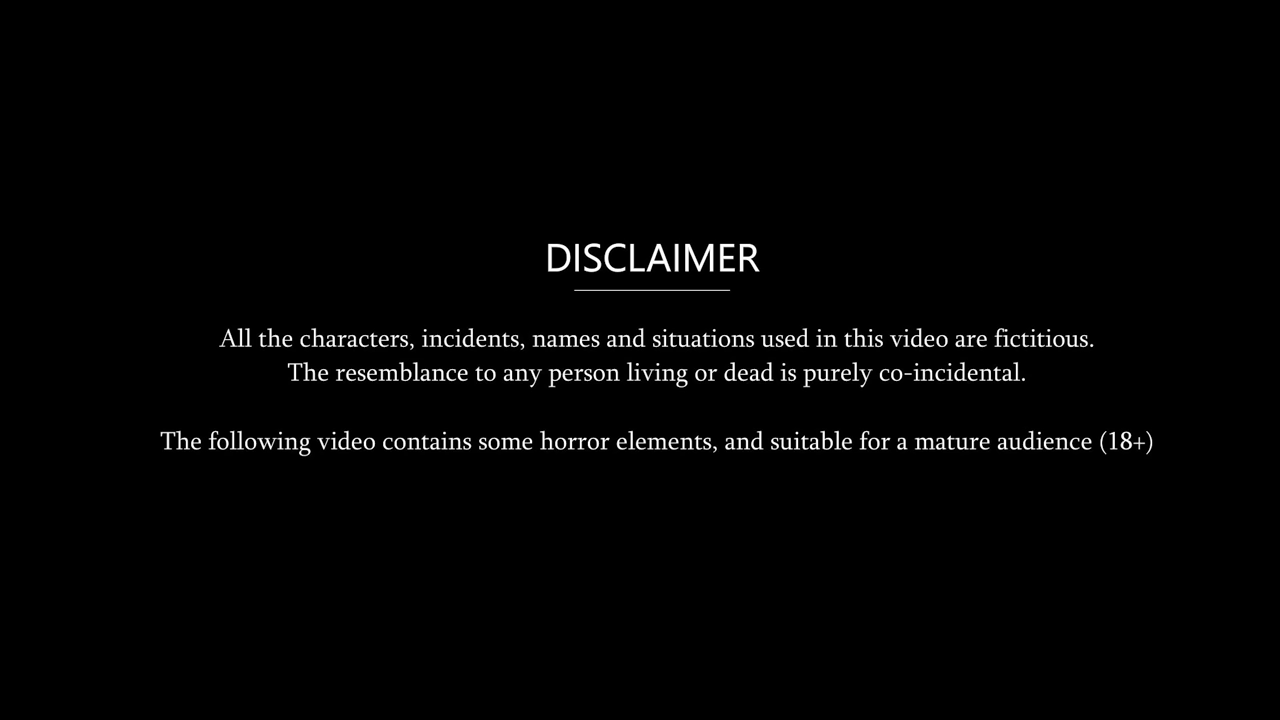 DISCLAIMER
All the characters, incidents, names and situations used in this video are fictitious.
The resemblance to any person living or dead is purely co-incidental.
The following video contains some horror elements, and suitable for a mature audience (18+)